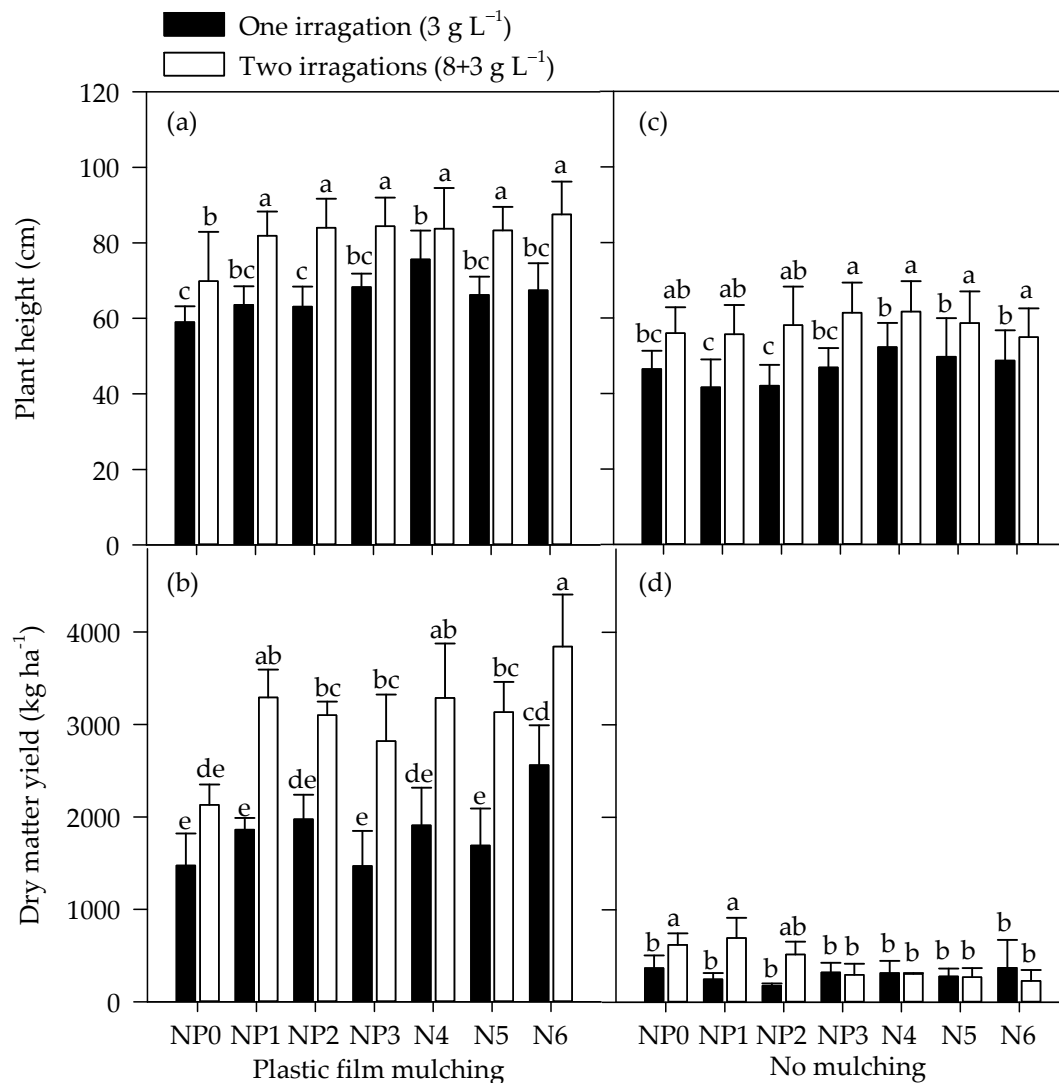 One irragation (3 g L⁻¹)
Two irragations (8+3 g L⁻¹)
Plant height (cm)
120
100
80
60
40
20
0
(a)
c b bc a c a bc a b a bc a bc a
(c)
bc ab c ab c ab bc a b a b a b a
Dry matter yield (kg ha⁻¹)
4000
3000
2000
1000
0
(b)
e de e ab de bc e bc de ab e bc cd a
(d)
b a b a b ab b b b b b b b b
NP0 NP1 NP2 NP3 N4 N5 N6
Plastic film mulching
NP0 NP1 NP2 NP3 N4 N5 N6
No mulching